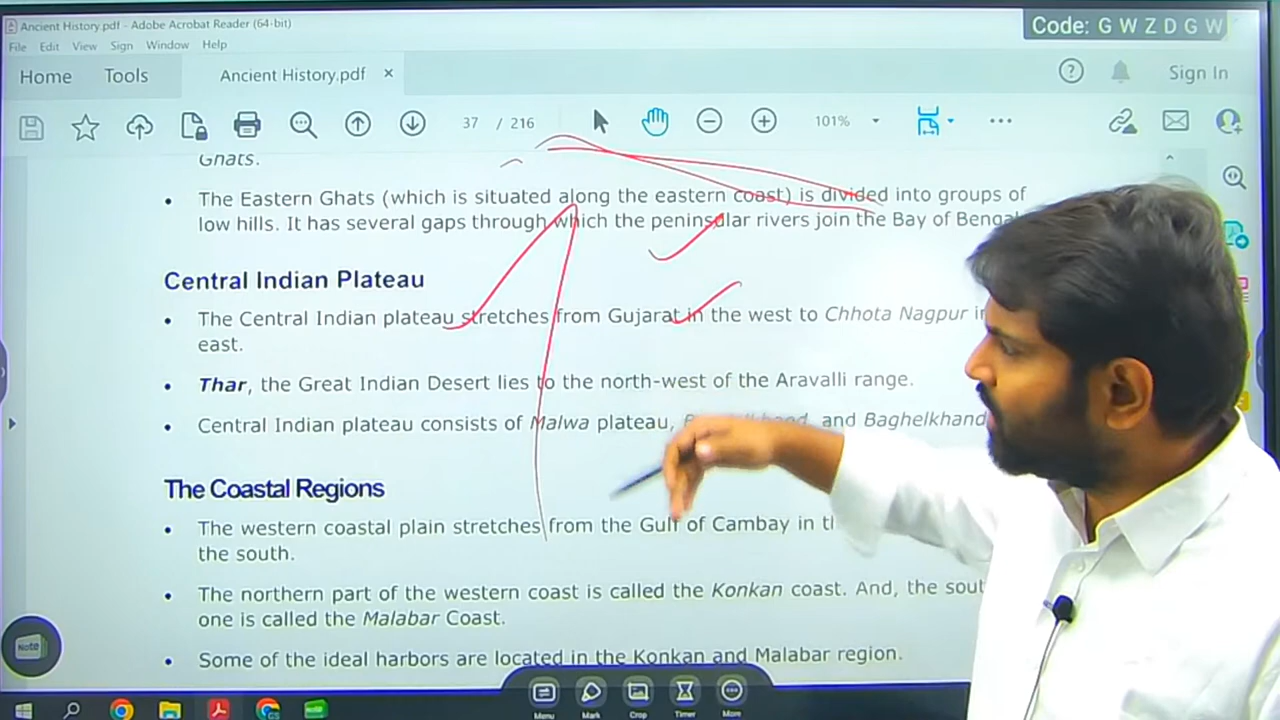 Ancient History.pdf - Adobe Acrobat Reader (64-bit)
Code: G W Z D G W
File Edit View Sign Window Help
Home Tools Ancient History.pdf × Sign In
37 / 216 101%
Ghats.
• The Eastern Ghats (which is situated along the eastern coast) is divided into groups of
low hills. It has several gaps through which the peninsular rivers join the Bay of Bengal
Central Indian Plateau
• The Central Indian plateau stretches from Gujarat in the west to Chhota Nagpur in
east.
• Thar, the Great Indian Desert lies to the north-west of the Aravalli range.
• Central Indian plateau consists of Malwa plateau, and Baghelkhand
The Coastal Regions
• The western coastal plain stretches from the Gulf of Cambay in
the south.
• The northern part of the western coast is called the Konkan coast. And, the
one is called the Malabar Coast.
• Some of the ideal harbors are located in the Konkan and Malabar region.
Note
Menu Mark Crop Timer More